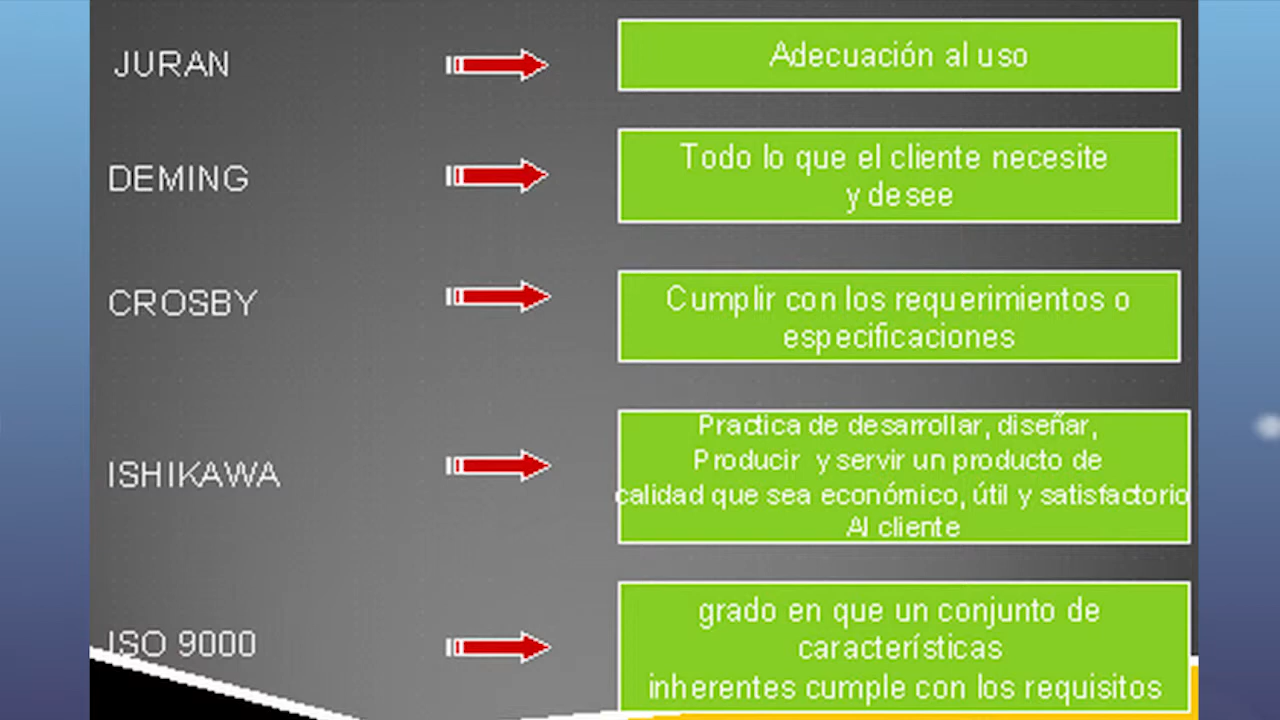 JURAN
Adecuación al uso
DEMING
Todo lo que el cliente necesite
y desee
CROSBY
Cumplir con los requerimientos o
especificaciones
ISHIKAWA
Practica de desarrollar, diseñar,
Producir y servir un producto de
calidad que sea económico, útil y satisfactorio
Al cliente
ISO 9000
grado en que un conjunto de
características
inherentes cumple con los requisitos